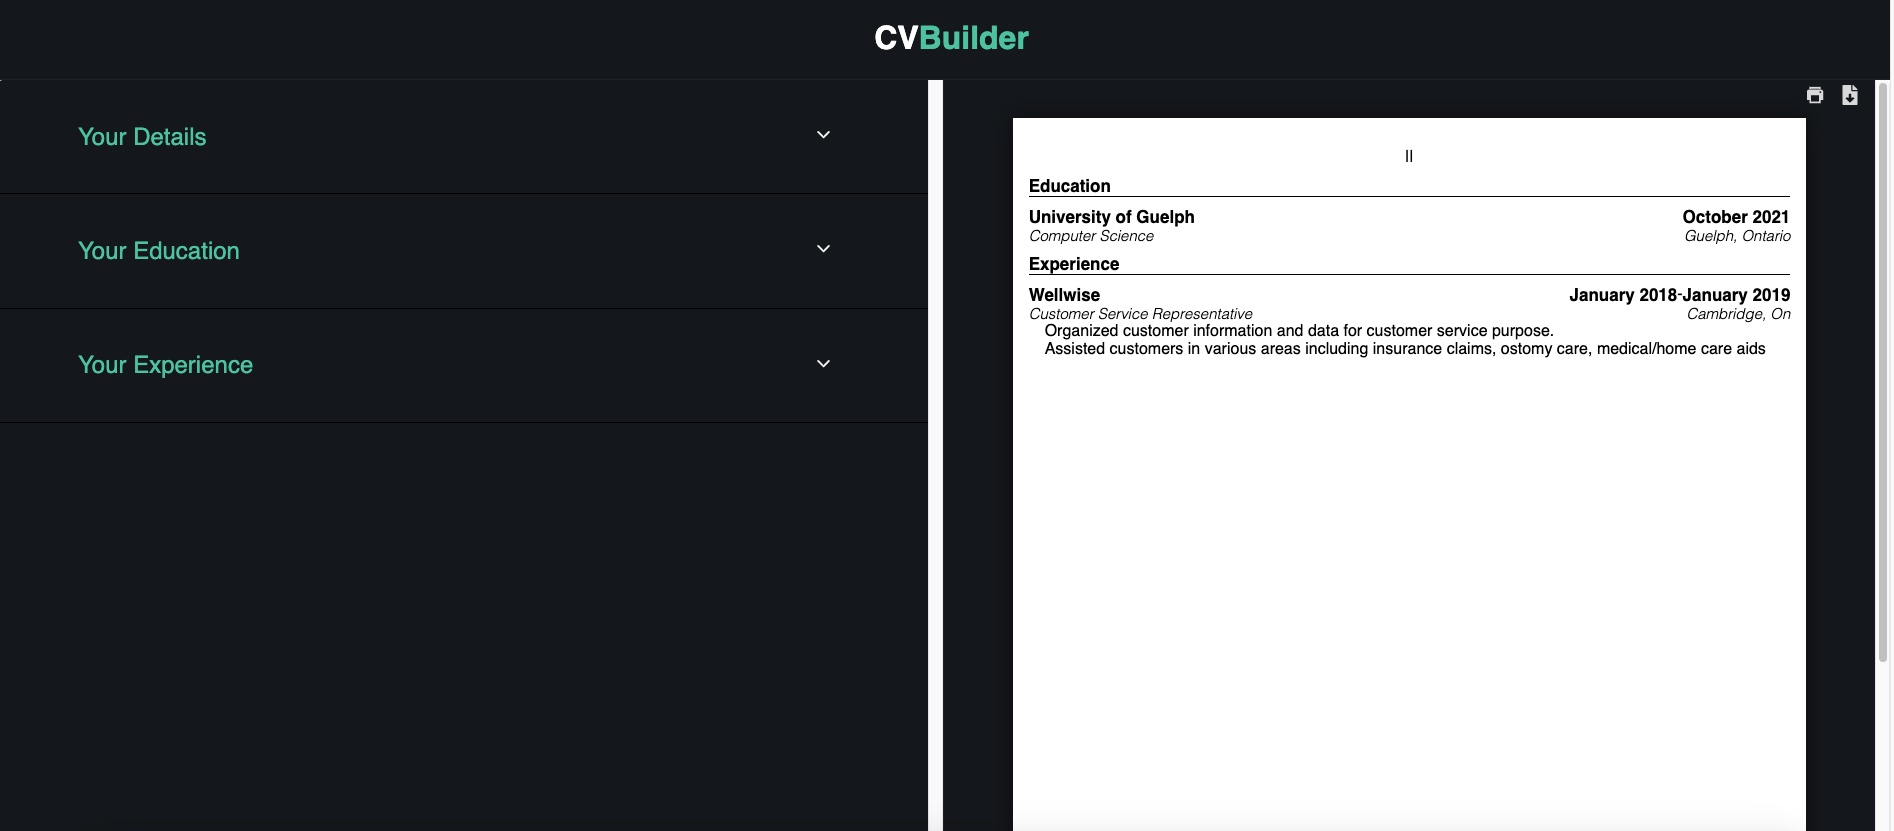 CVBuilder
Your Details
Your Education
Your Experience
||
Education
University of Guelph October 2021
Computer Science Guelph, Ontario
Experience
Wellwise January 2018-January 2019
Customer Service Representative Cambridge, On
Organized customer information and data for customer service purpose.
Assisted customers in various areas including insurance claims, ostomy care, medical/home care aids